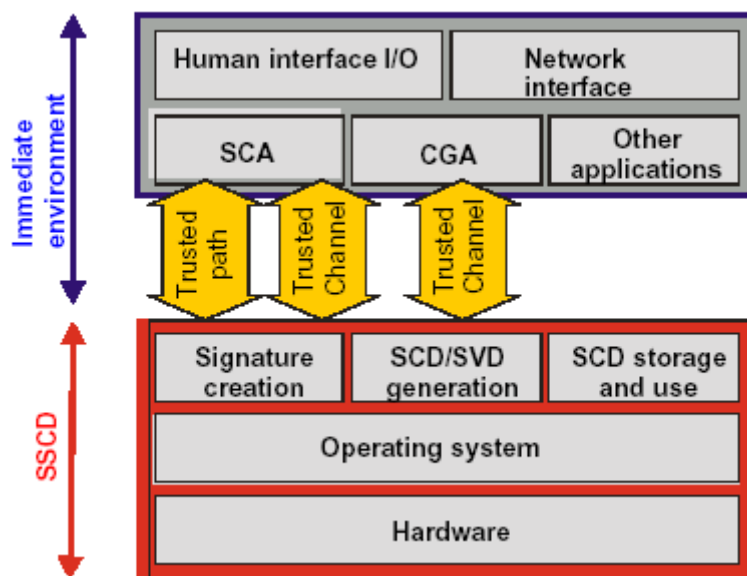 Immediate
environment
Human interface I/O
Network
interface
SCA
CGA
Other
applications
Trusted
path
Trusted
Channel
Trusted
Channel
SSCD
Signature
creation
SCD/SVD
generation
SCD storage
and use
Operating system
Hardware